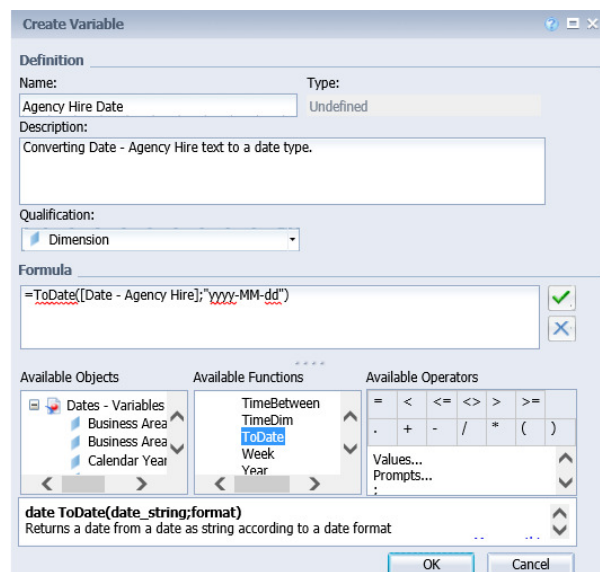 Create Variable
Definition
Name:
Type:
Agency Hire Date
Undefined
Description:
Converting Date - Agency Hire text to a date type.
Qualification:
Dimension
Formula
=ToDate([Date - Agency Hire];"yyyy-MM-dd")
Available Objects
Available Functions
Available Operators
Dates - Variables
Business Area
Business Area
Calendar Year
TimeBetween
TimeDim
ToDate
Week
Year
= < <= <> > >=
. + - / * ( )
Values...
Prompts...
;
date ToDate(date_string;format)
Returns a date from a date as string according to a date format
OK
Cancel